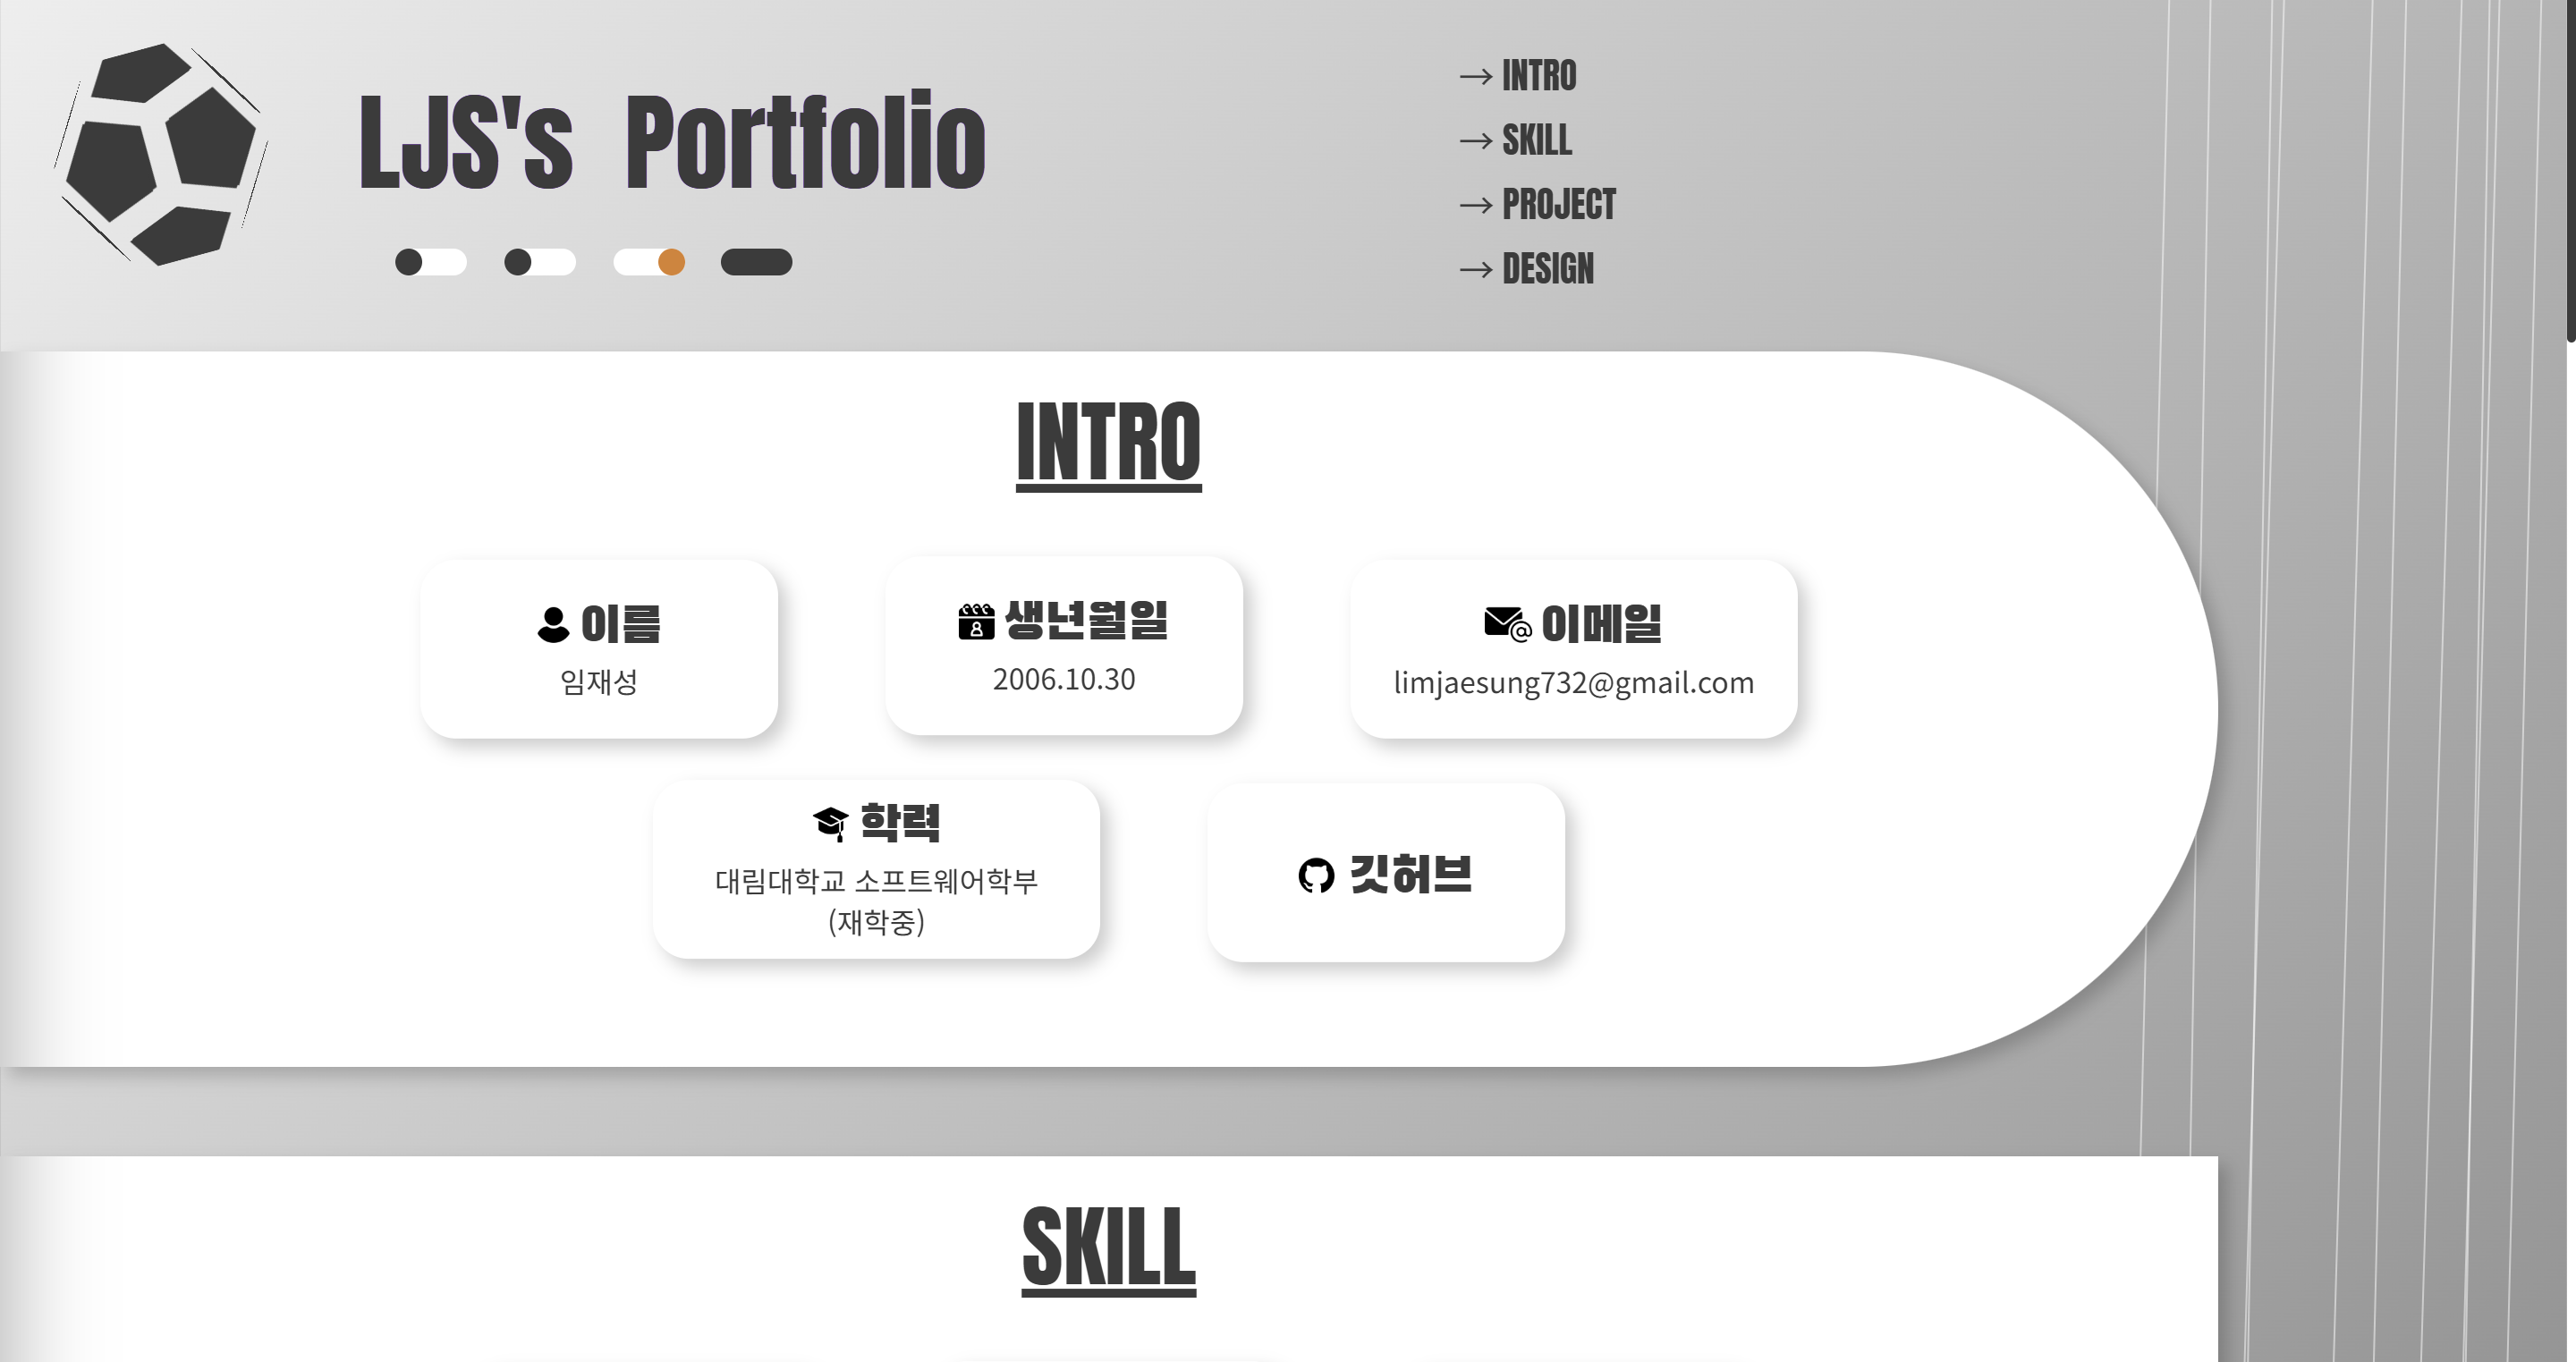 LJS's Portfolio
→ INTRO
→ SKILL
→ PROJECT
→ DESIGN
INTRO
이름
임재성
생년월일
2006.10.30
이메일
limjaesung732@gmail.com
학력
대림대학교 소프트웨어학부
(재학중)
깃허브
SKILL